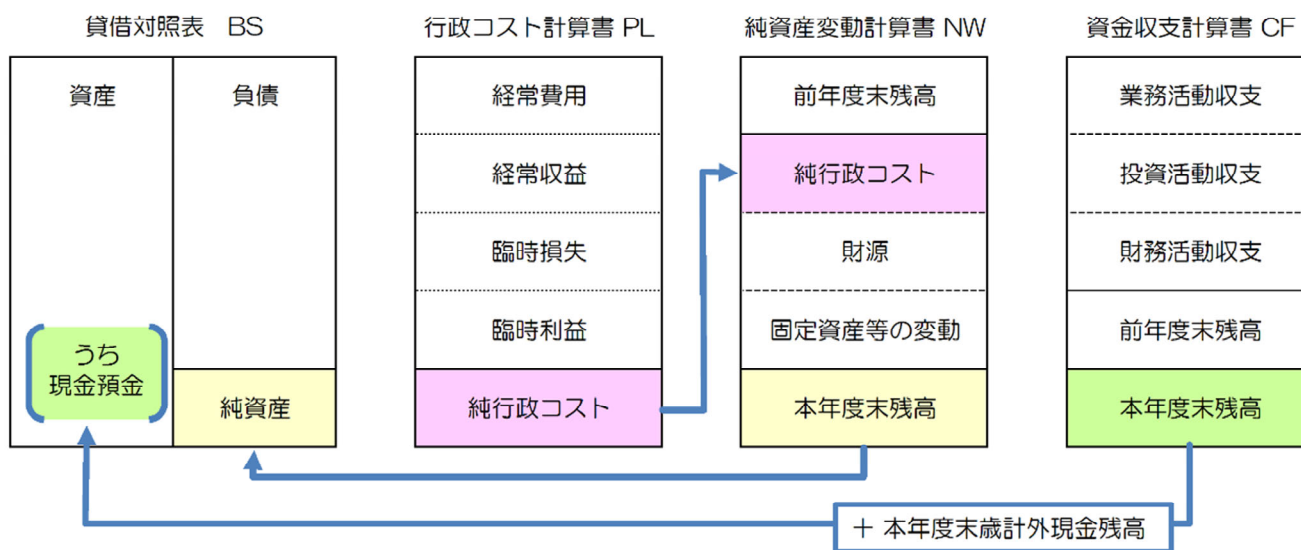 貸借対照表 BS
資産
負債
うち
現金預金
純資産
行政コスト計算書 PL
経常費用
経常収益
臨時損失
臨時利益
純行政コスト
純資産変動計算書 NW
前年度末残高
純行政コスト
財源
固定資産等の変動
本年度末残高
資金収支計算書 CF
業務活動収支
投資活動収支
財務活動収支
前年度末残高
本年度末残高
＋ 本年度末歳計外現金残高